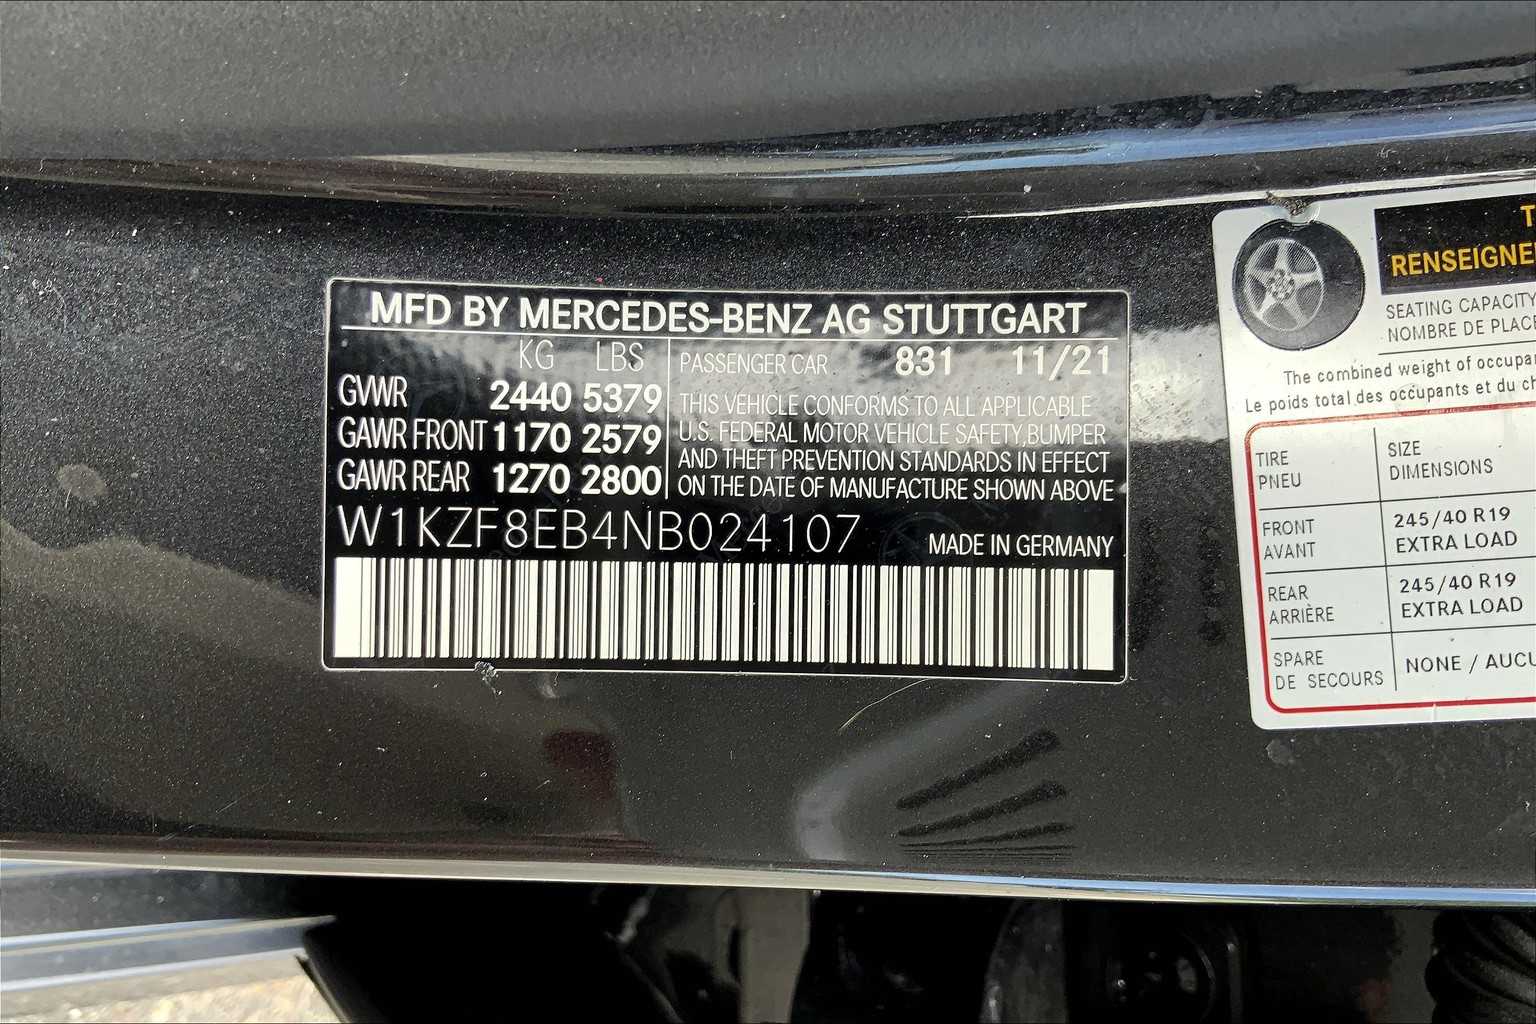 MFD BY MERCEDES-BENZ AG STUTTGART
KG LBS
GVWR 2440 5379
GAWR FRONT 1170 2579
GAWR REAR 1270 2800
PASSENGER CAR 831 11/21
THIS VEHICLE CONFORMS TO ALL APPLICABLE
U.S. FEDERAL MOTOR VEHICLE SAFETY,BUMPER
AND THEFT PREVENTION STANDARDS IN EFFECT
ON THE DATE OF MANUFACTURE SHOWN ABOVE
W1KZF8EB4NB024107
MADE IN GERMANY
SEATING CAPACITY
The combined weight of
Le poids total des occupants et du
NOMBRE DE
TIRE
PNEU
SIZE
DIMENSIONS
FRONT
AVANT
245/40 R19
EXTRA LOAD
REAR
ARRIÈRE
245/40 R19
EXTRA LOAD
SPARE
DE SECOURS
NONE /